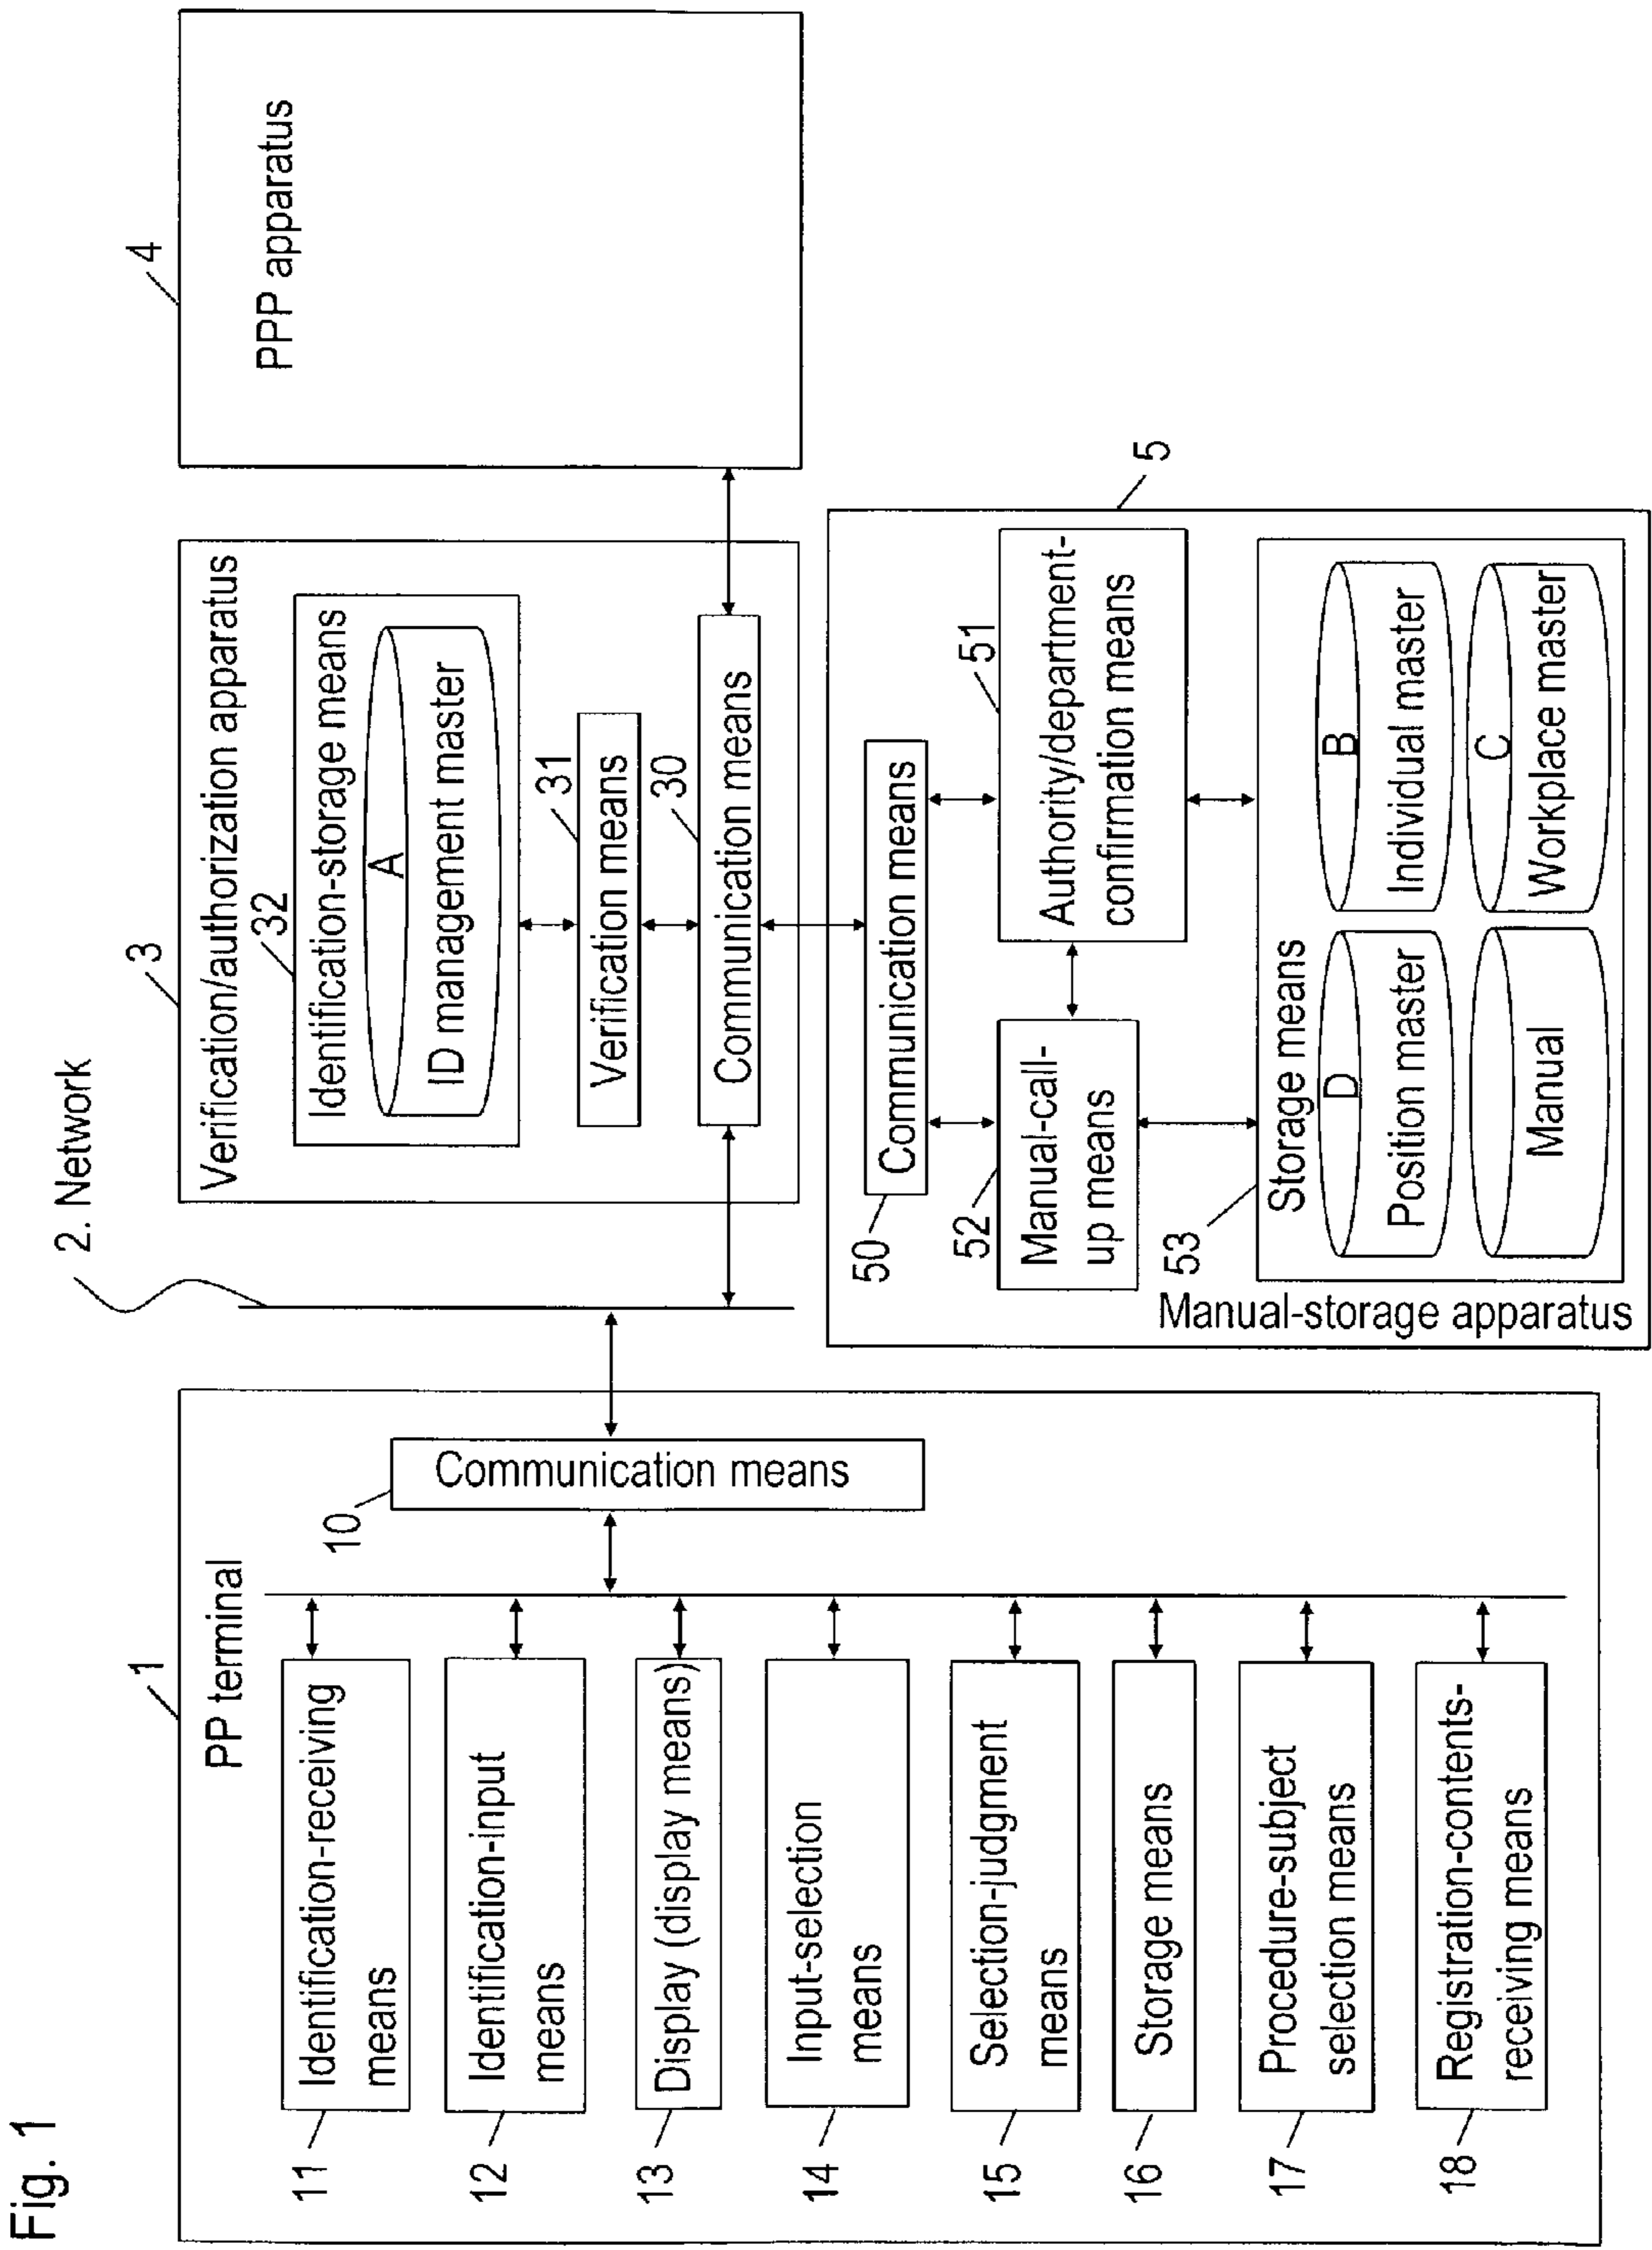 Fig. 1
1
PP terminal
11
Identification-receiving
means
12
Identification-input
means
13
Display (display means)
14
Input-selection
means
15
Selection-judgment
means
16
Storage means
17
Procedure-subject
selection means
18
Registration-contents-
receiving means
10
Communication means
2. Network
3
Verification/authorization apparatus
32
Identification-storage means
A
ID management master
31
Verification means
30
Communication means
4
PPP apparatus
5
50
Communication means
52
Manual-call-
up means
51
Authority/department-
confirmation means
53
Storage means
D
Position master
B
Individual master
Manual
C
Workplace master
Manual-storage apparatus